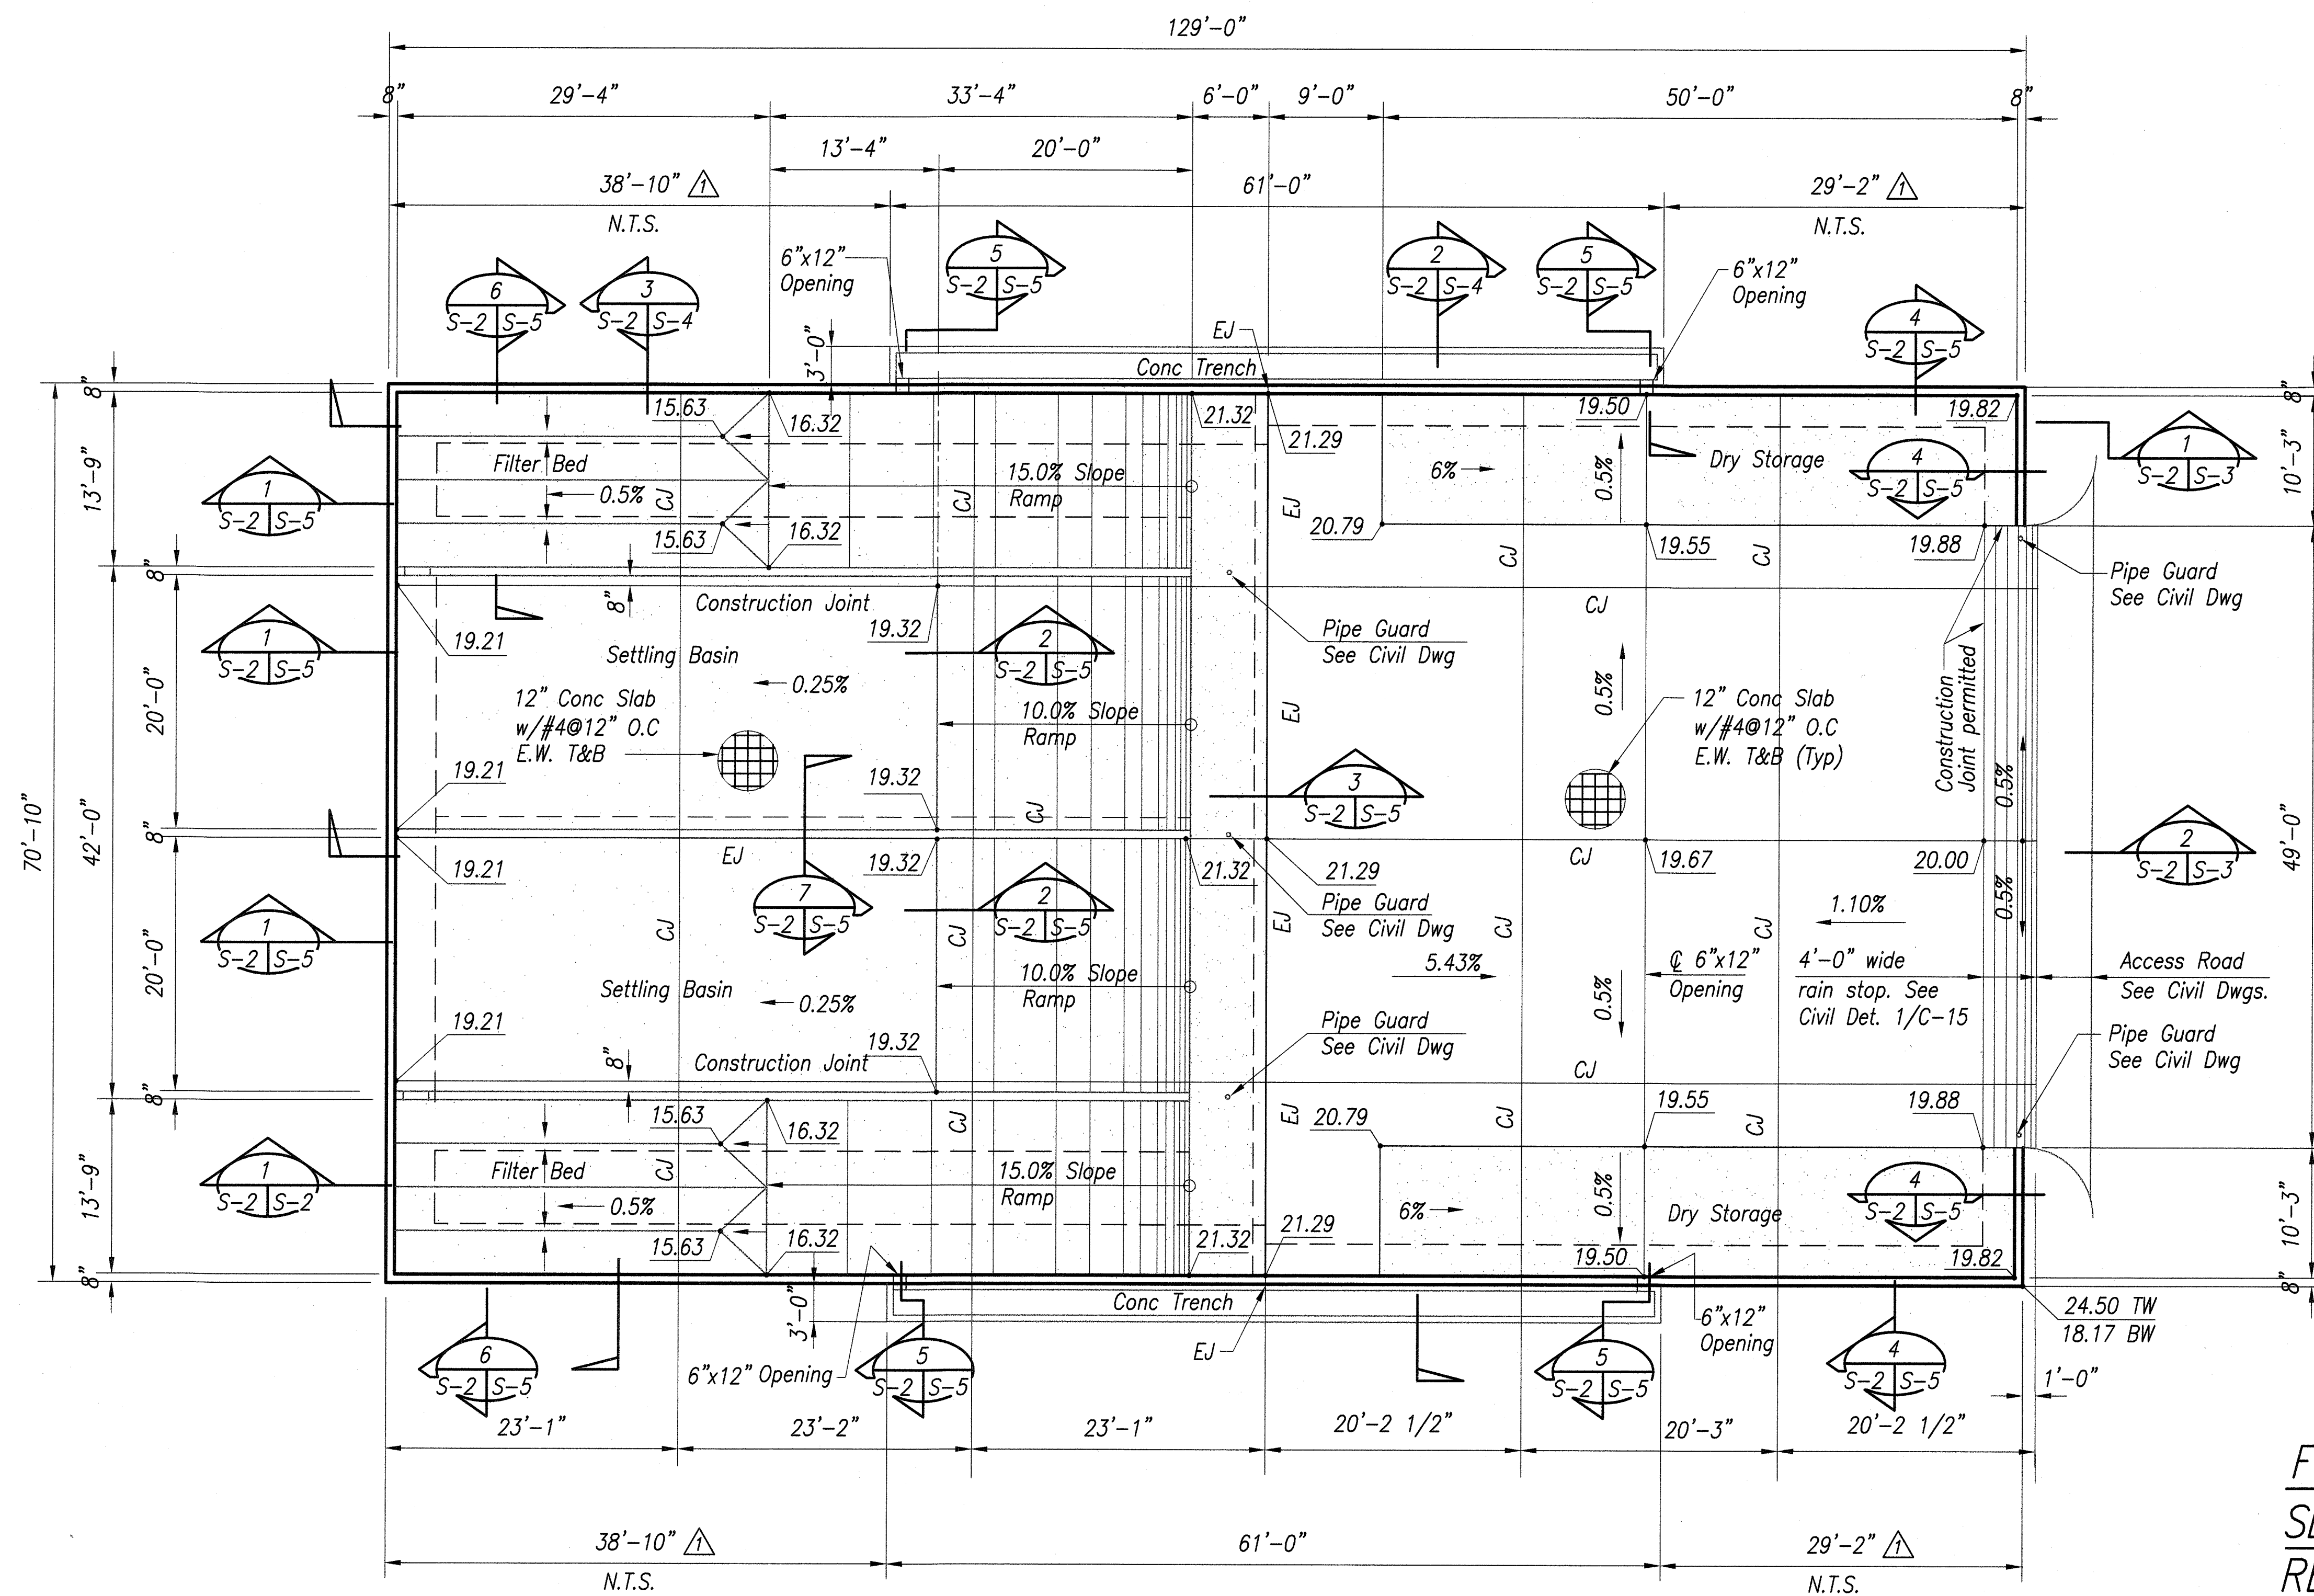 129'-0"
8" 29'-4" 33'-4" 6'-0" 9'-0" 50'-0" 8"
13'-4" 20'-0"
38'-10" 1 61'-0" 29'-2" 1
N.T.S. N.T.S.
6"x12"
Opening
5
S-2 S-5
2
S-2 S-4
5
S-2 S-5
6"x12"
Opening
6
S-2 S-5
3
S-2 S-4
4
S-2 S-5
3'-0"
EJ
Conc Trench
8"
8"
15.63
16.32
21.32
21.29
19.50
19.82
13'-9"
1
S-2 S-5
Filter Bed
0.5%
CJ
15.0% Slope
Ramp
CJ
EJ
6%
0.5%
Dry Storage
4
S-2 S-5
1
S-2 S-3
10'-3"
15.63
16.32
20.79
19.55
19.88
CJ
CJ
8"
8"
Construction Joint
CJ
Pipe Guard
See Civil Dwg
19.21
19.32
1
S-2 S-5
Settling Basin
0.25%
2
S-2 S-5
Pipe Guard
See Civil Dwg
20'-0"
12" Conc Slab
w/#4@12" O.C
E.W. T&B
10.0% Slope
Ramp
EJ
0.5%
12" Conc Slab
w/#4@12" O.C
E.W. T&B (Typ)
Construction
Joint permitted
0.5%
19.21
19.32
CJ
3
S-2 S-5
70'-10"
42'-0"
8"
EJ
CJ
49'-0"
19.21
19.32
21.32
21.29
19.67
20.00
2
S-2 S-3
1
S-2 S-5
7
S-2 S-5
2
S-2 S-5
CJ
CJ
EJ
Pipe Guard
See Civil Dwg
CJ
CJ
1.10%
0.5%
20'-0"
Settling Basin
0.25%
10.0% Slope
Ramp
5.43%
0.5%
℄ 6"x12"
Opening
4'-0" wide
rain stop. See
Civil Det. 1/C-15
Access Road
See Civil Dwgs.
19.21
19.32
Pipe Guard
See Civil Dwg
Pipe Guard
See Civil Dwg
8"
8"
Construction Joint
CJ
15.63
16.32
CJ
EJ
20.79
CJ
19.55
CJ
19.88
13'-9"
1
S-2 S-2
Filter Bed
0.5%
CJ
15.0% Slope
Ramp
6%
0.5%
Dry Storage
4
S-2 S-5
10'-3"
15.63
16.32
21.32
21.29
19.50
19.82
8"
8"
3'-0"
Conc Trench
24.50 TW
18.17 BW
6
S-2 S-5
6"x12" Opening
5
S-2 S-5
EJ
5
S-2 S-5
6"x12"
Opening
4
S-2 S-5
1'-0"
23'-1" 23'-2" 23'-1" 20'-2 1/2" 20'-3" 20'-2 1/2"
38'-10" 1 61'-0" 29'-2" 1
N.T.S. N.T.S.